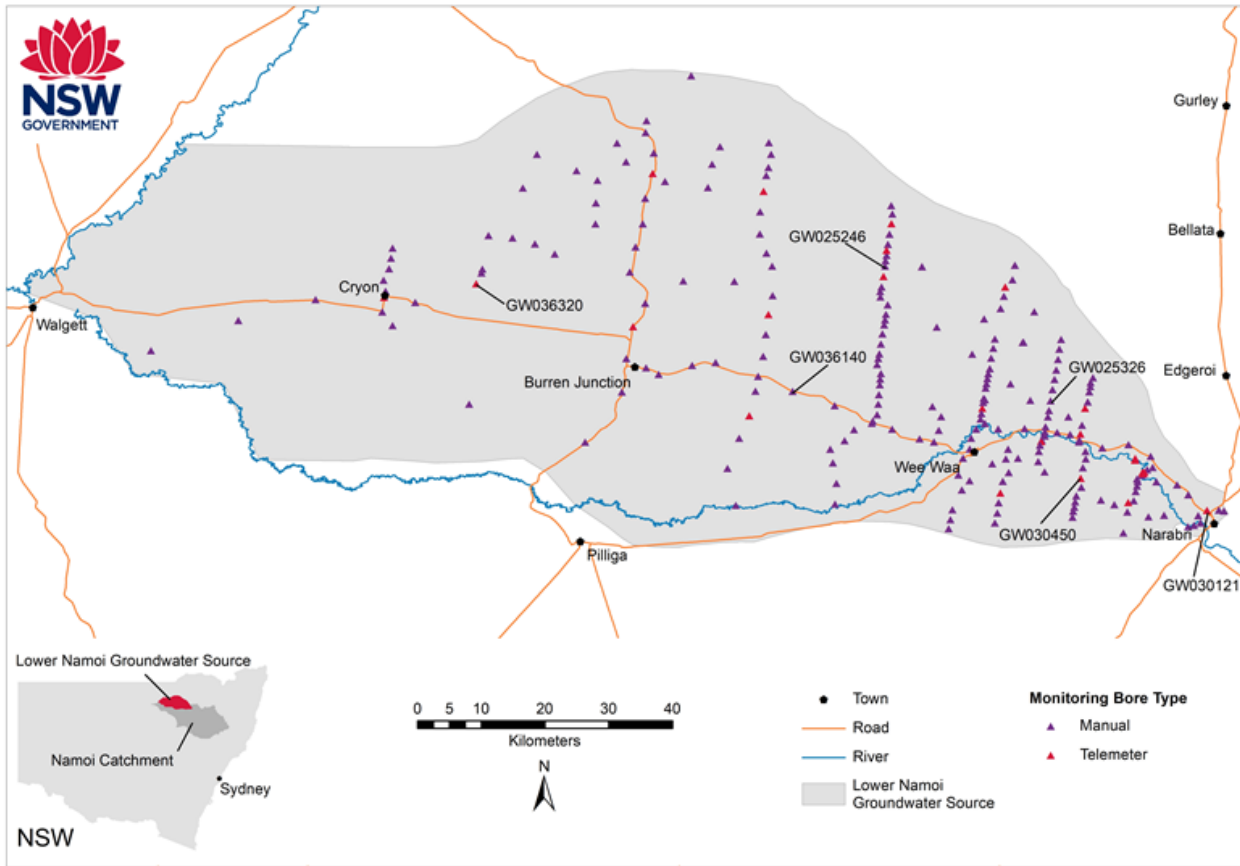 NSW
GOVERNMENT
Gurley
Bellata
GW025246
Cryon
GW036320
Walgett
GW036140
Burren Junction
GW025326
Edgeroi
Wee Waa
GW030450
Narabri
Pilliga
GW030121
Lower Namoi Groundwater Source
Namoi Catchment
Sydney
NSW
0 5 10 20 30 40
Kilometers
N
Town
Road
River
Lower Namoi
Groundwater Source
Monitoring Bore Type
Manual
Telemeter